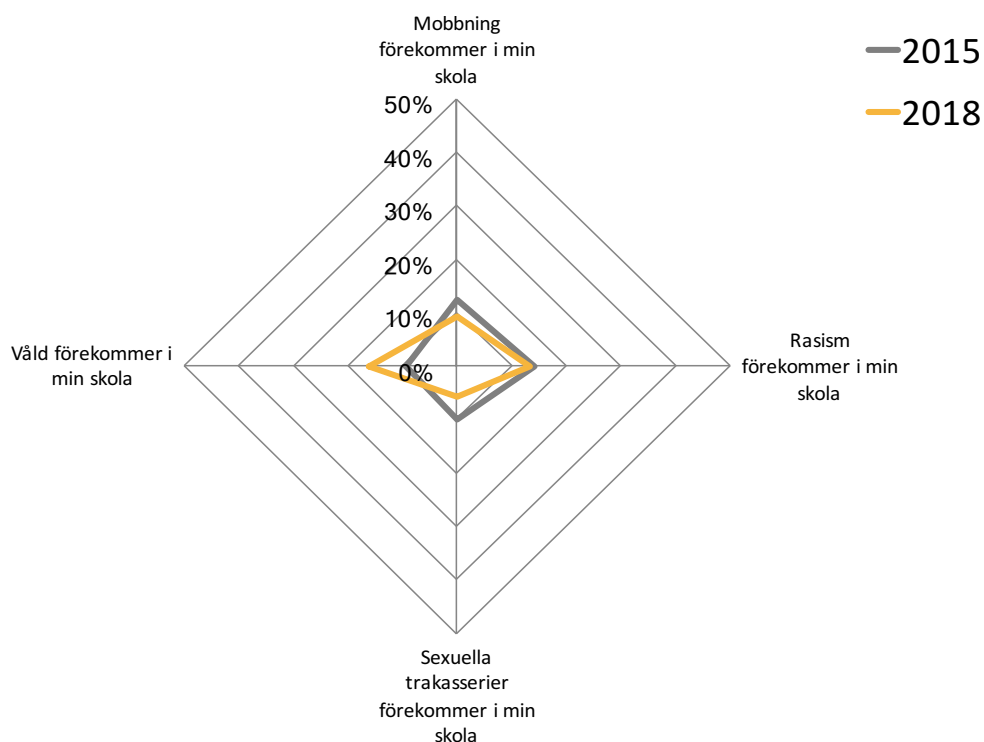 Mobbning
förekommer i min
skola
2015
2018
50%
40%
30%
20%
10%
0%
Våld förekommer i
min skola
Rasism
förekommer i min
skola
Sexuella
trakasserier
förekommer i min
skola